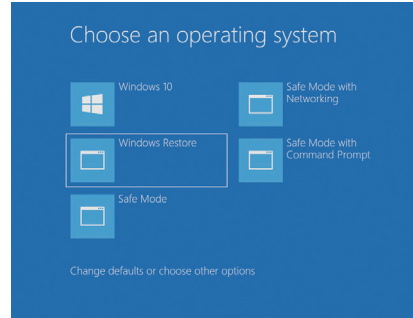 Choose an operating system
Windows 10
Windows Restore
Safe Mode
Safe Mode with
Networking
Safe Mode with
Command Prompt
Change defaults or choose other options